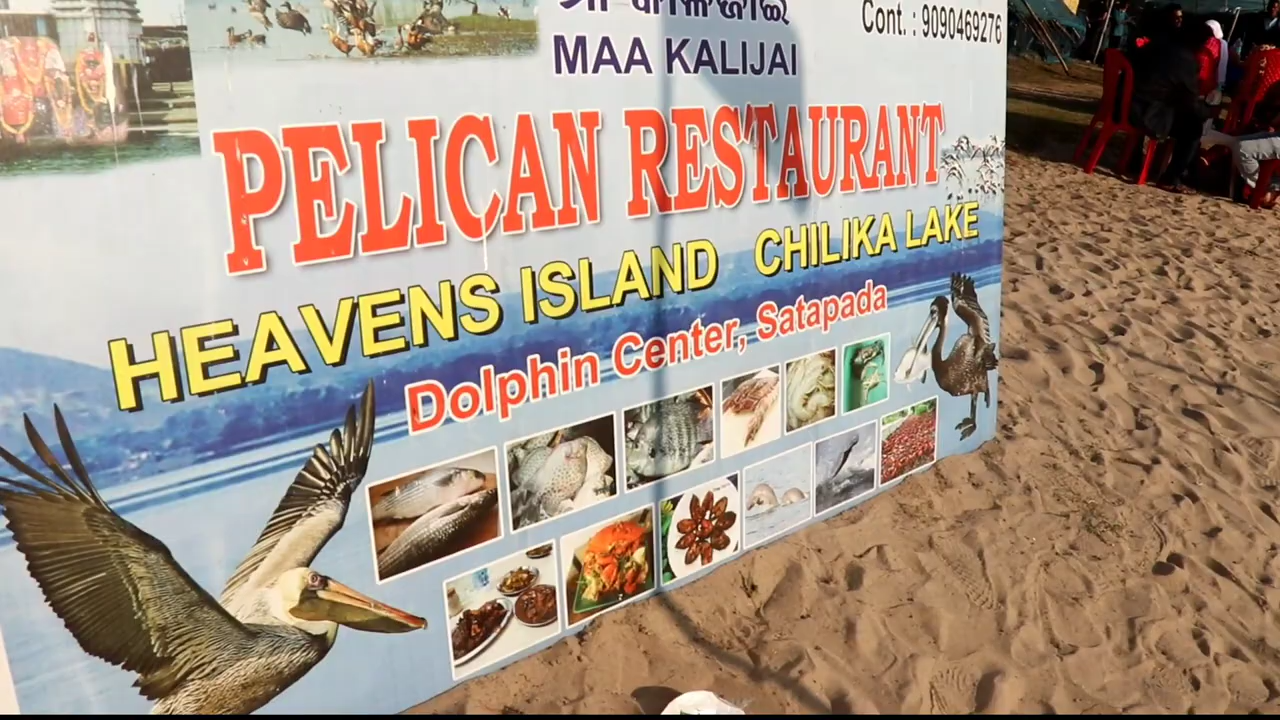 MAA KALIJAI
Cont. : 9090469276
PELICAN RESTAURANT
HEAVENS ISLAND CHILIKA LAKE
Dolphin Center, Satapada